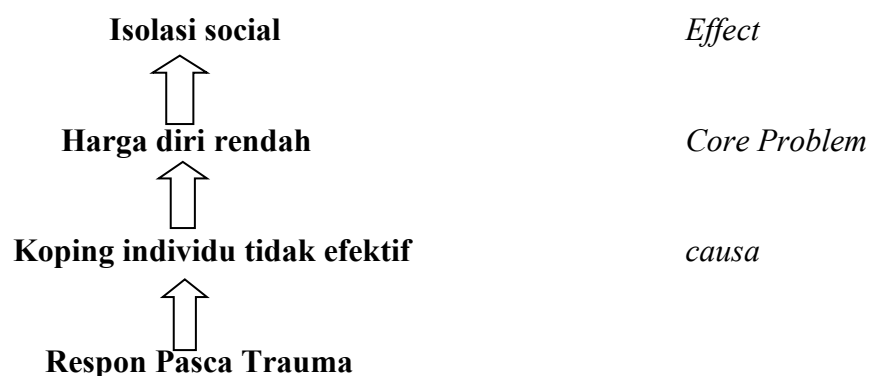 Isolasi social Effect
Harga diri rendah Core Problem
Koping individu tidak efektif causa
Respon Pasca Trauma